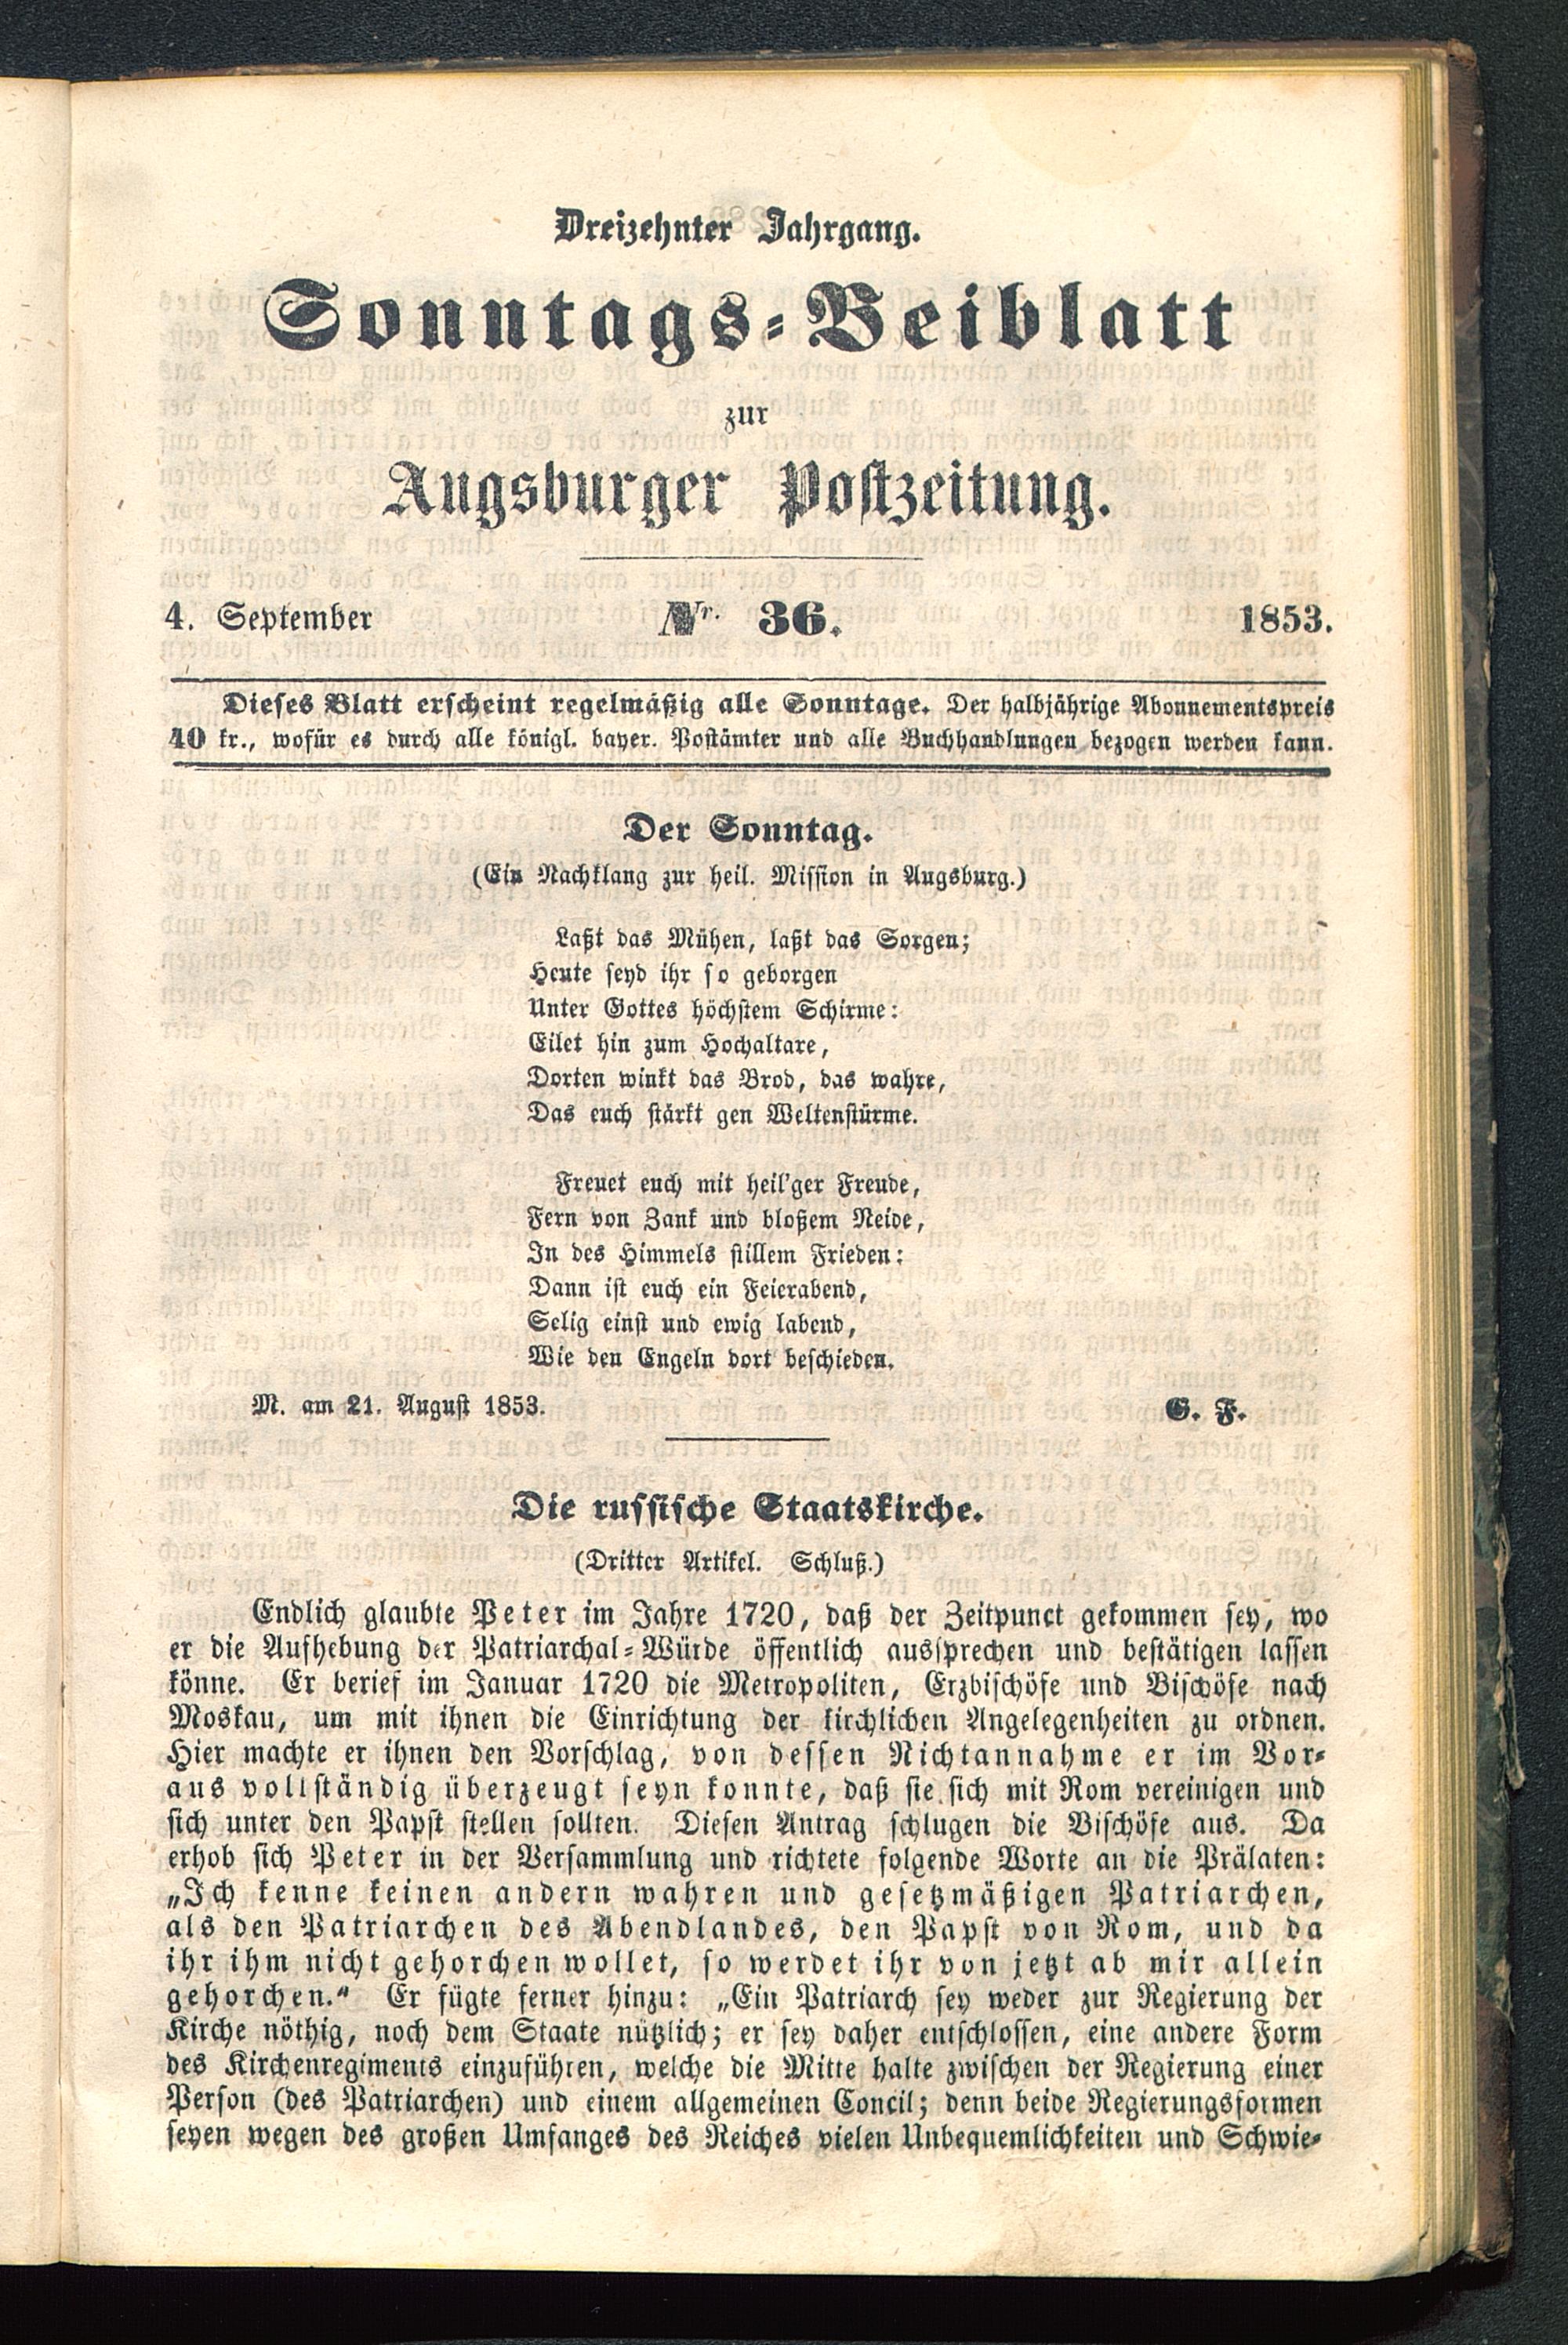 Dreizehnter Jahrgang.
Sonntags-Beiblatt
zur
Augsburger Postzeitung.
4. September Nr. 36. 1853.
Dieses Blatt erscheint regelmäßig alle Sonntage. Der halbjährige Abonnementspreis
40 kr., wofür es durch alle königl. bayer. Postämter und alle Buchhandlungen bezogen werden kann.
Der Sonntag.
(Ein Nachklang zur heil. Mission in Augsburg.)
Laßt das Mühen, laßt das Sorgen;
Heute seyd ihr so geborgen
Unter Gottes höchstem Schirme:
Eilet hin zum Hochaltare,
Dorten winkt das Brod, das wahre,
Das euch stärkt gen Weltenstürme.
Freuet euch mit heil'ger Freude,
Fern von Zank und bloßem Neide,
In des Himmels stillem Frieden:
Dann ist euch ein Feierabend,
Selig einst und ewig labend,
Wie den Engeln dort beschieden.
M. am 21. August 1853. G. F.
Die russische Staatskirche.
(Dritter Artikel. Schluß.)
Endlich glaubte Peter im Jahre 1720, daß der Zeitpunct gekommen sey, wo
er die Aufhebung der Patriarchal-Würde öffentlich aussprechen und bestätigen lassen
könne. Er berief im Januar 1720 die Metropoliten, Erzbischöfe und Bischöfe nach
Moskau, um mit ihnen die Einrichtung der kirchlichen Angelegenheiten zu ordnen.
Hier machte er ihnen den Vorschlag, von dessen Nichtannahme er im Vor-
aus vollständig überzeugt seyn konnte, daß sie sich mit Rom vereinigen und
sich unter den Papst stellen sollten. Diesen Antrag schlugen die Bischöfe aus. Da
erhob sich Peter in der Versammlung und richtete folgende Worte an die Prälaten:
„Ich kenne keinen andern wahren und gesetzmäßigen Patriarchen,
als den Patriarchen des Abendlandes, den Papst von Rom, und da
ihr ihm nicht gehorchen wollet, so werdet ihr von jetzt ab mir allein
gehorchen.“ Er fügte ferner hinzu: „Ein Patriarch sey weder zur Regierung der
Kirche nöthig, noch dem Staate nützlich; er sey daher entschlossen, eine andere Form
des Kirchenregiments einzuführen, welche die Mitte halte zwischen der Regierung einer
Person (des Patriarchen) und einem allgemeinen Concil; denn beide Regierungsformen
seyen wegen des großen Umfanges des Reiches vielen Unbequemlichkeiten und Schwie-